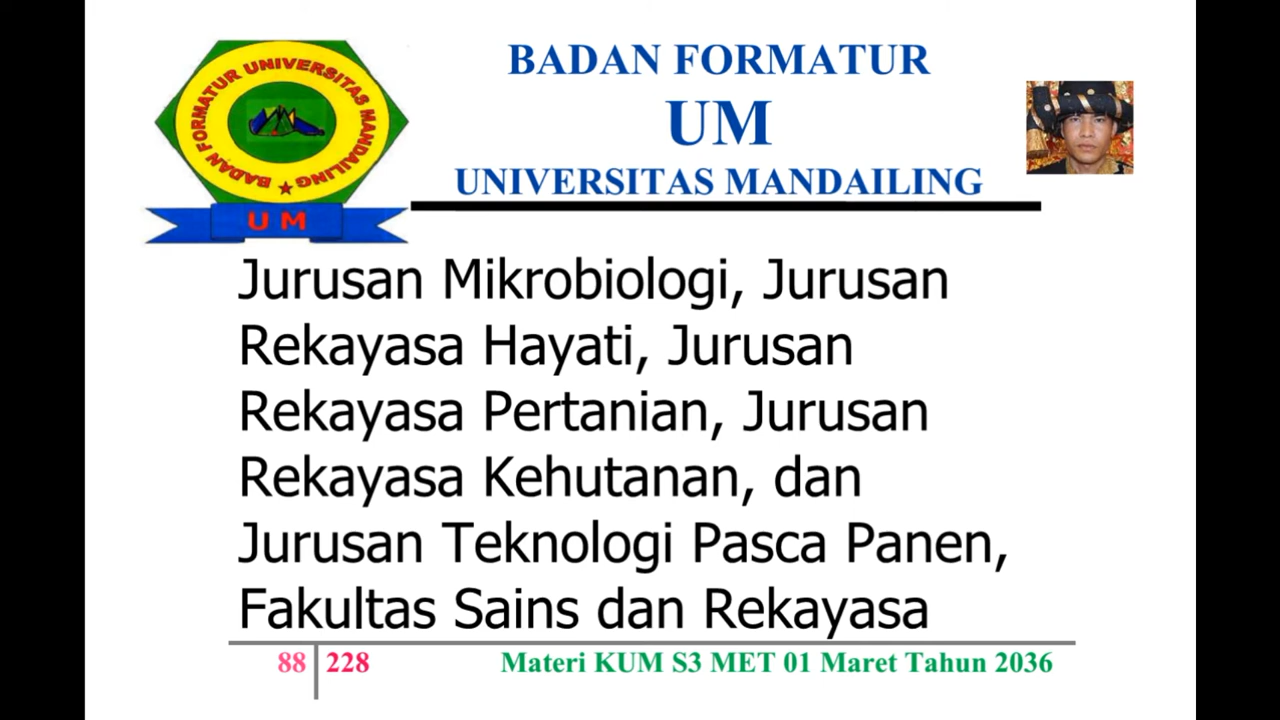 BADAN FORMATUR
UM
UNIVERSITAS MANDAILING
BADAN FORMATUR UNIVERSITAS MANDAILING
U M
Jurusan Mikrobiologi, Jurusan
Rekayasa Hayati, Jurusan
Rekayasa Pertanian, Jurusan
Rekayasa Kehutanan, dan
Jurusan Teknologi Pasca Panen,
Fakultas Sains dan Rekayasa
88 228 Materi KUM S3 MET 01 Maret Tahun 2036